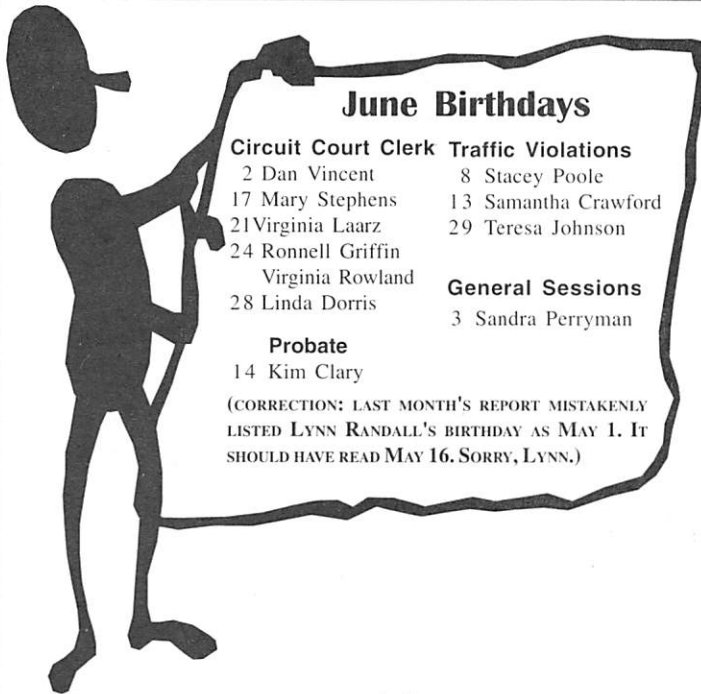 June Birthdays
Circuit Court Clerk
2 Dan Vincent
17 Mary Stephens
21Virginia Laarz
24 Ronnell Griffin
Virginia Rowland
28 Linda Dorris
Probate
14 Kim Clary
Traffic Violations
8 Stacey Poole
13 Samantha Crawford
29 Teresa Johnson
General Sessions
3 Sandra Perryman
(CORRECTION: LAST MONTH'S REPORT MISTAKENLY
LISTED LYNN RANDALL'S BIRTHDAY AS MAY 1. IT
SHOULD HAVE READ MAY 16. SORRY, LYNN.)